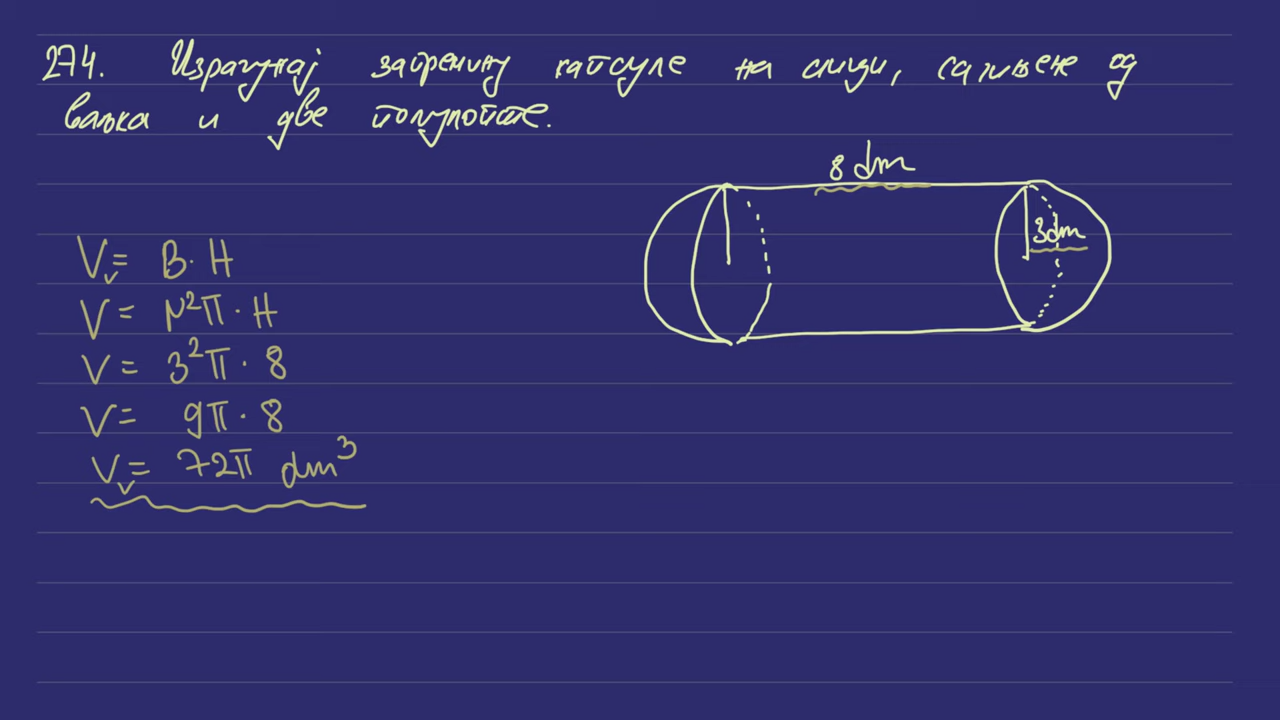 274. Израчунај запремину капсуле на слици, сачињене од
ваљка и две полулопте.
8 dm
3dm
Vᵥ = B · H
V = r²π · H
V = 3²π · 8
V = 9π · 8
Vᵥ = 72π dm³